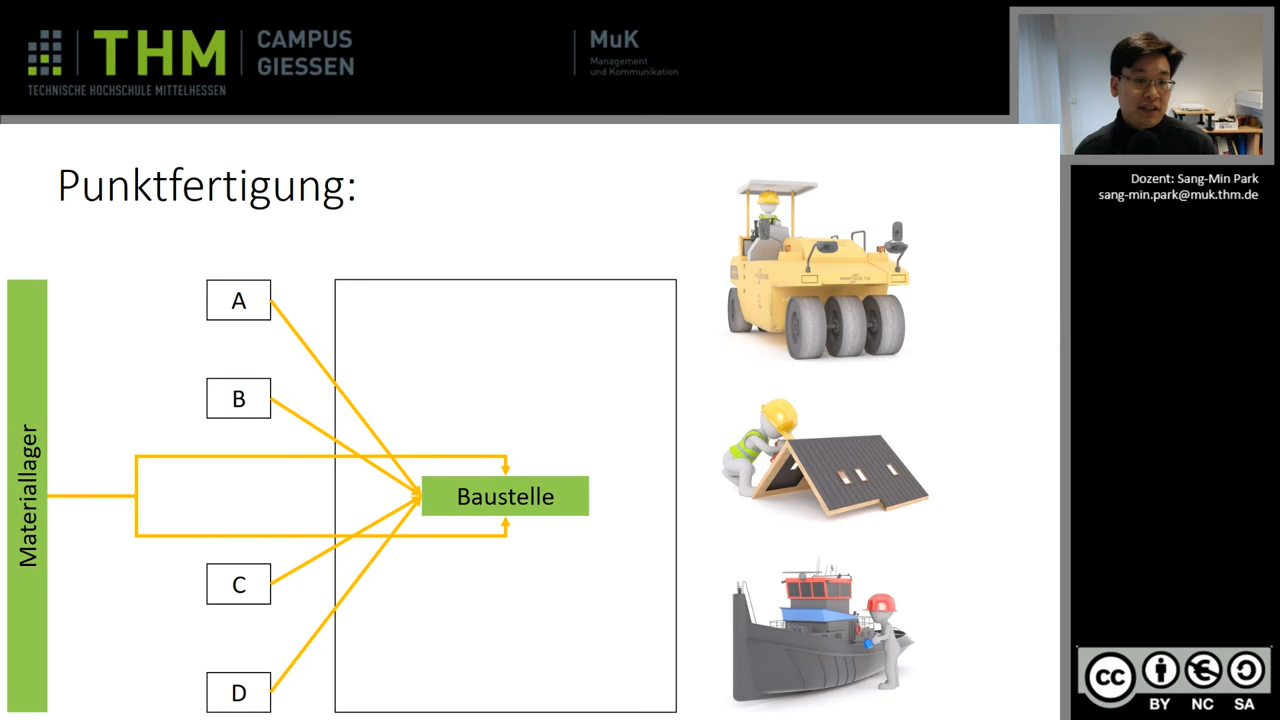 THM
CAMPUS
GIESSEN
TECHNISCHE HOCHSCHULE MITTELHESSEN
MuK
Management
und Kommunikation
Dozent: Sang-Min Park
sang-min.park@muk.thm.de
Punktfertigung:
Materiallager
A
B
C
D
Baustelle
CC
BY NC SA